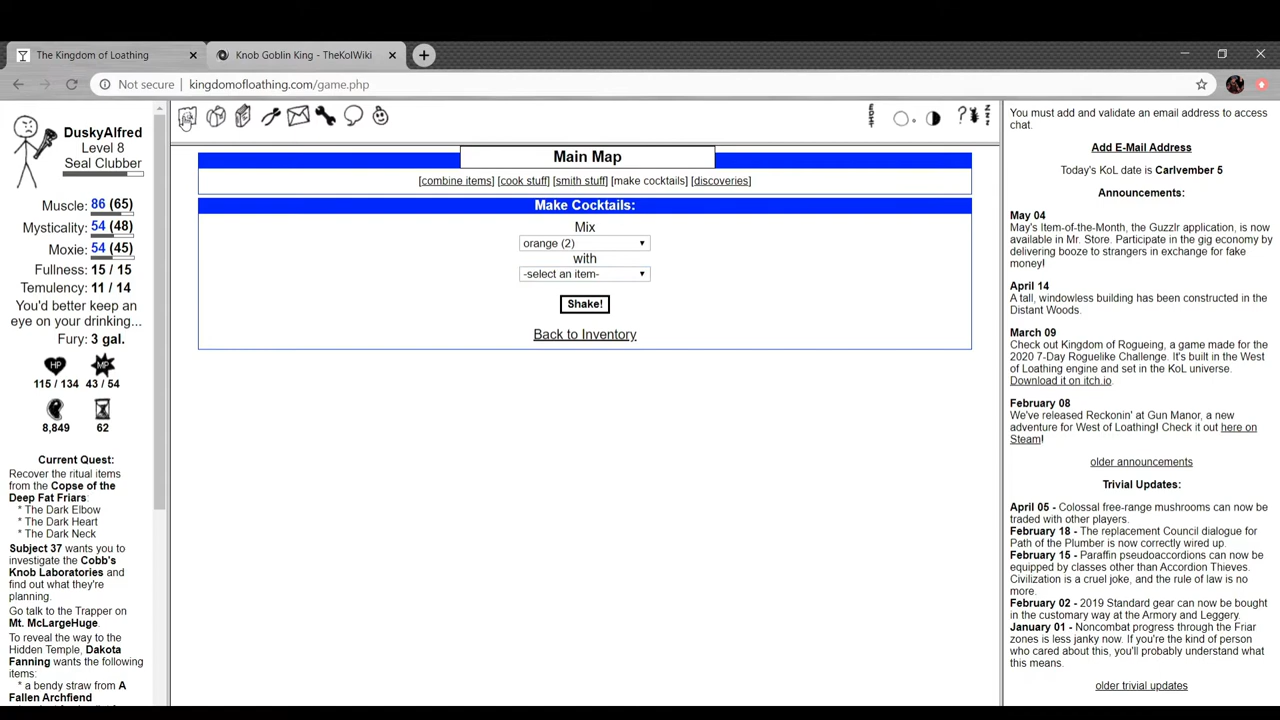 The Kingdom of Loathing
Knob Goblin King - TheKolWiki
Not secure
kingdomofloathing.com/game.php
DuskyAlfred
Level 8
Seal Clubber
Muscle: 86 (65)
Mysticality: 54 (48)
Moxie: 54 (45)
Fullness: 15 / 15
Temulency: 11 / 14
You'd better keep an
eye on your drinking...
Fury: 3 gal.
HP
MP
115 / 134
43 / 54
8,849
62
Current Quest:
Recover the ritual items
from the Copse of the
Deep Fat Friars:
* The Dark Elbow
* The Dark Heart
* The Dark Neck
Subject 37 wants you to
investigate the Cobb's
Knob Laboratories and
find out what they're
planning.
Go talk to the Trapper on
Mt. McLargeHuge.
To reveal the way to the
Hidden Temple, Dakota
Fanning wants the following
items:
* a bendy straw from A
Fallen Archfiend
Main Map
[combine items] [cook stuff] [smith stuff] [make cocktails] [discoveries]
Make Cocktails:
Mix
orange (2)
with
-select an item-
Shake!
Back to Inventory
You must add and validate an email address to access
chat.
Add E-Mail Address
Today's KoL date is Carlvember 5
Announcements:
May 04
May's Item-of-the-Month, the Guzzlr application, is now
available in Mr. Store. Participate in the gig economy by
delivering booze to strangers in exchange for fake
money!
April 14
A tall, windowless building has been constructed in the
Distant Woods.
March 09
Check out Kingdom of Rogueing, a game made for the
2020 7-Day Roguelike Challenge. It's built in the West
of Loathing engine and set in the KoL universe.
Download it on itch.io.
February 08
We've released Reckonin' at Gun Manor, a new
adventure for West of Loathing! Check it out here on
Steam!
older announcements
Trivial Updates:
April 05 - Colossal free-range mushrooms can now be
traded with other players.
February 18 - The replacement Council dialogue for
Path of the Plumber is now correctly wired up.
February 15 - Paraffin pseudoaccordions can now be
equipped by classes other than Accordion Thieves.
Civilization is a cruel joke, and the rule of law is no
more.
February 02 - 2019 Standard gear can now be bought
in the customary way at the Armory and Leggery.
January 01 - Noncombat progress through the Friar
zones is less janky now. If you're the kind of person
who cared about this, you'll probably understand what
this means.
older trivial updates